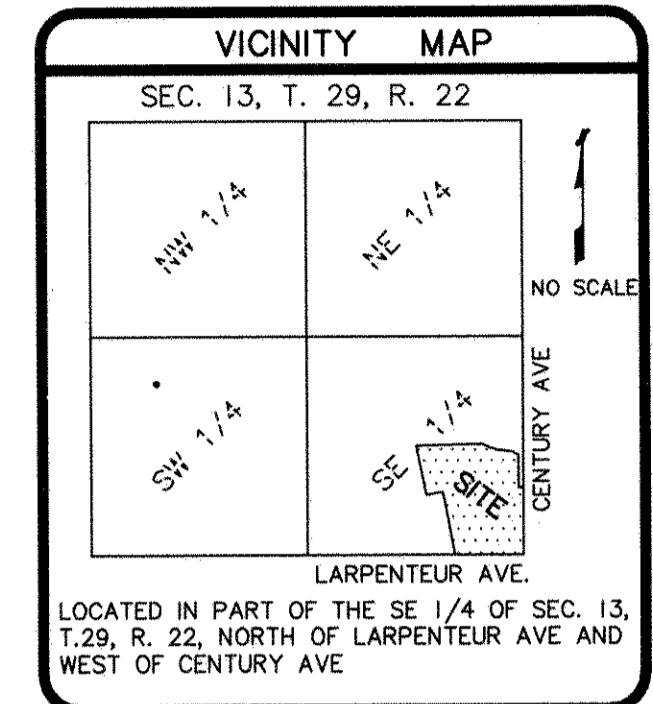 VICINITY MAP
SEC. 13, T. 29, R. 22
NW 1/4
NE 1/4
NO SCALE
SW 1/4
SE 1/4
SITE
CENTURY AVE
LARPENTEUR AVE.
LOCATED IN PART OF THE SE 1/4 OF SEC. 13,
T.29, R. 22, NORTH OF LARPENTEUR AVE AND
WEST OF CENTURY AVE